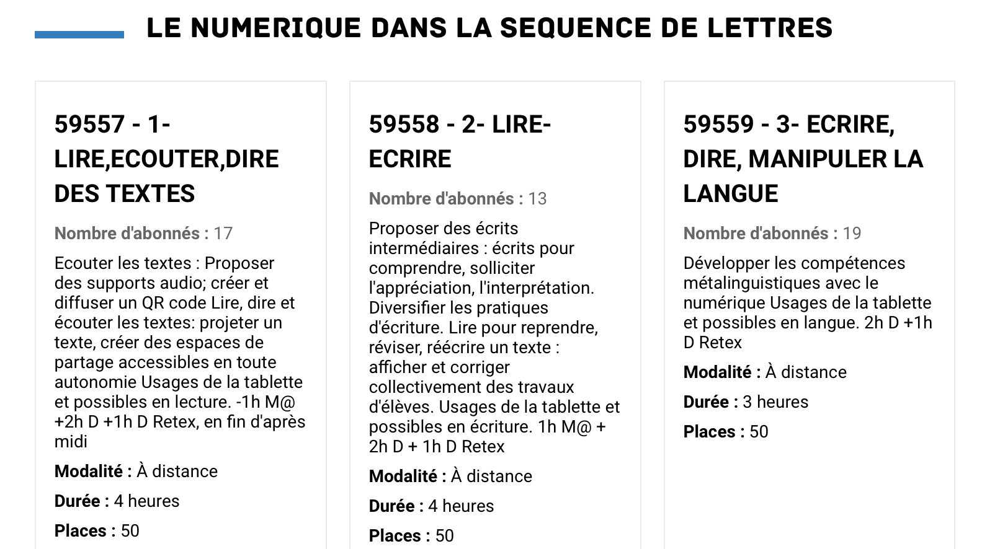 LE NUMERIQUE DANS LA SEQUENCE DE LETTRES
59557 - 1-
LIRE,ECOUTER,DIRE
DES TEXTES
Nombre d'abonnés : 17
Ecouter les textes : Proposer
des supports audio; créer et
diffuser un QR code Lire, dire et
écouter les textes: projeter un
texte, créer des espaces de
partage accessibles en toute
autonomie Usages de la tablette
et possibles en lecture. -1h M@
+2h D +1h D Retex, en fin d'après
midi
Modalité : À distance
Durée : 4 heures
Places : 50
59558 - 2- LIRE-
ECRIRE
Nombre d'abonnés : 13
Proposer des écrits
intermédiaires : écrits pour
comprendre, solliciter
l'appréciation, l'interprétation.
Diversifier les pratiques
d'écriture. Lire pour reprendre,
réviser, réécrire un texte :
afficher et corriger
collectivement des travaux
d'élèves. Usages de la tablette et
possibles en écriture. 1h M@ +
2h D + 1h D Retex
Modalité : À distance
Durée : 4 heures
Places : 50
59559 - 3- ECRIRE,
DIRE, MANIPULER LA
LANGUE
Nombre d'abonnés : 19
Développer les compétences
métalinguistiques avec le
numérique Usages de la tablette
et possibles en langue. 2h D +1h
D Retex
Modalité : À distance
Durée : 3 heures
Places : 50